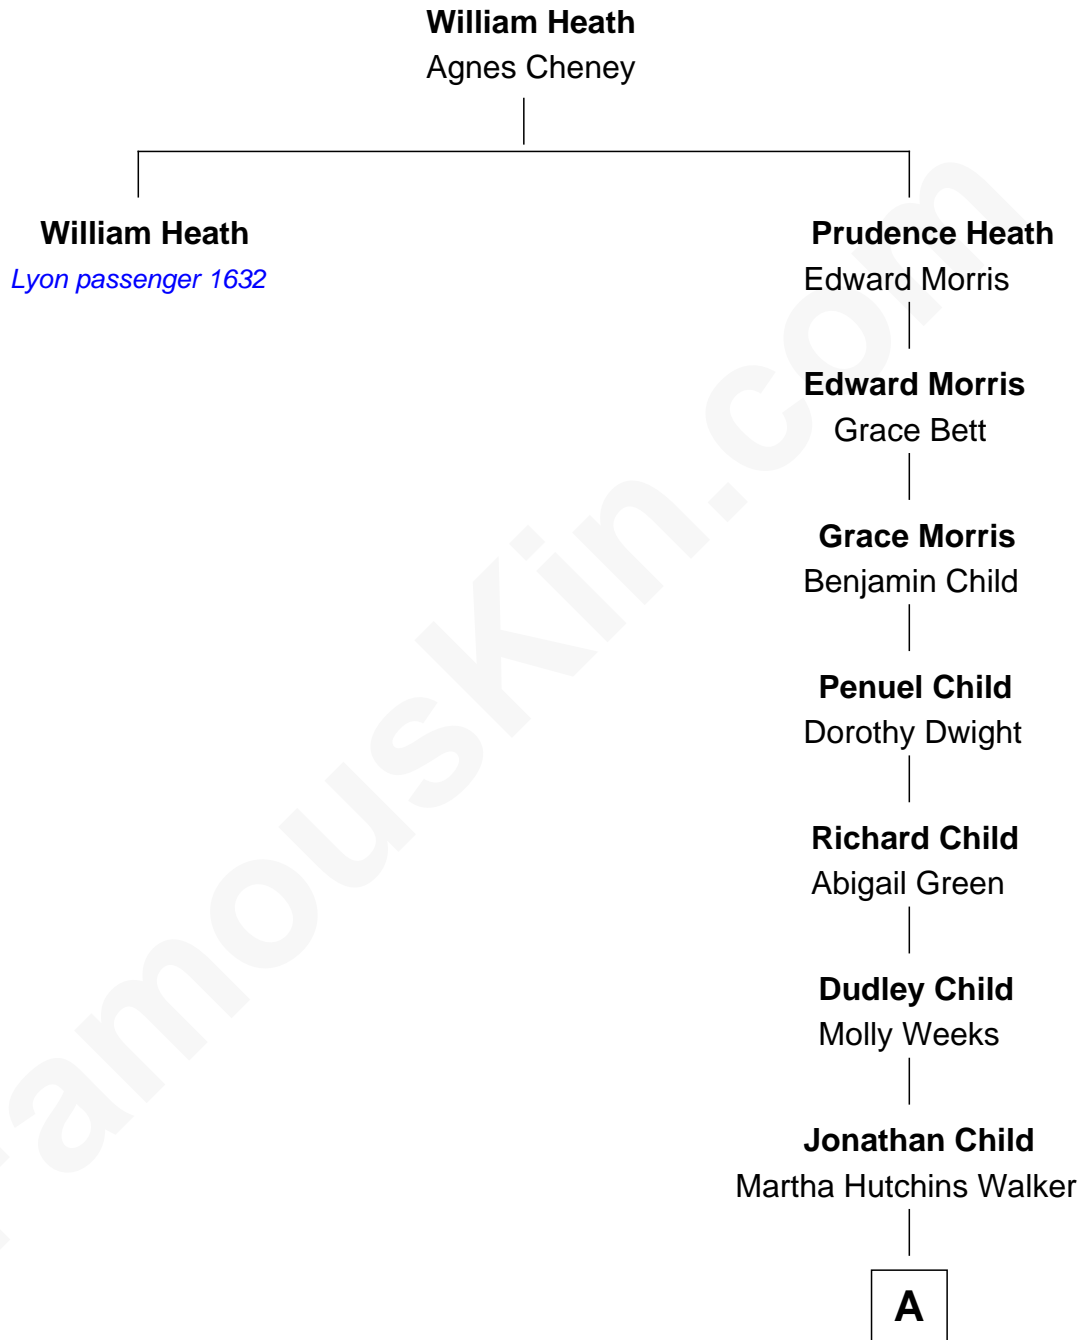 William Heath
Agnes Cheney
William Heath
Lyon passenger 1632
Prudence Heath
Edward Morris
Edward Morris
Grace Bett
Grace Morris
Benjamin Child
Penuel Child
Dorothy Dwight
Richard Child
Abigail Green
Dudley Child
Molly Weeks
Jonathan Child
Martha Hutchins Walker
A
FamousKin.com